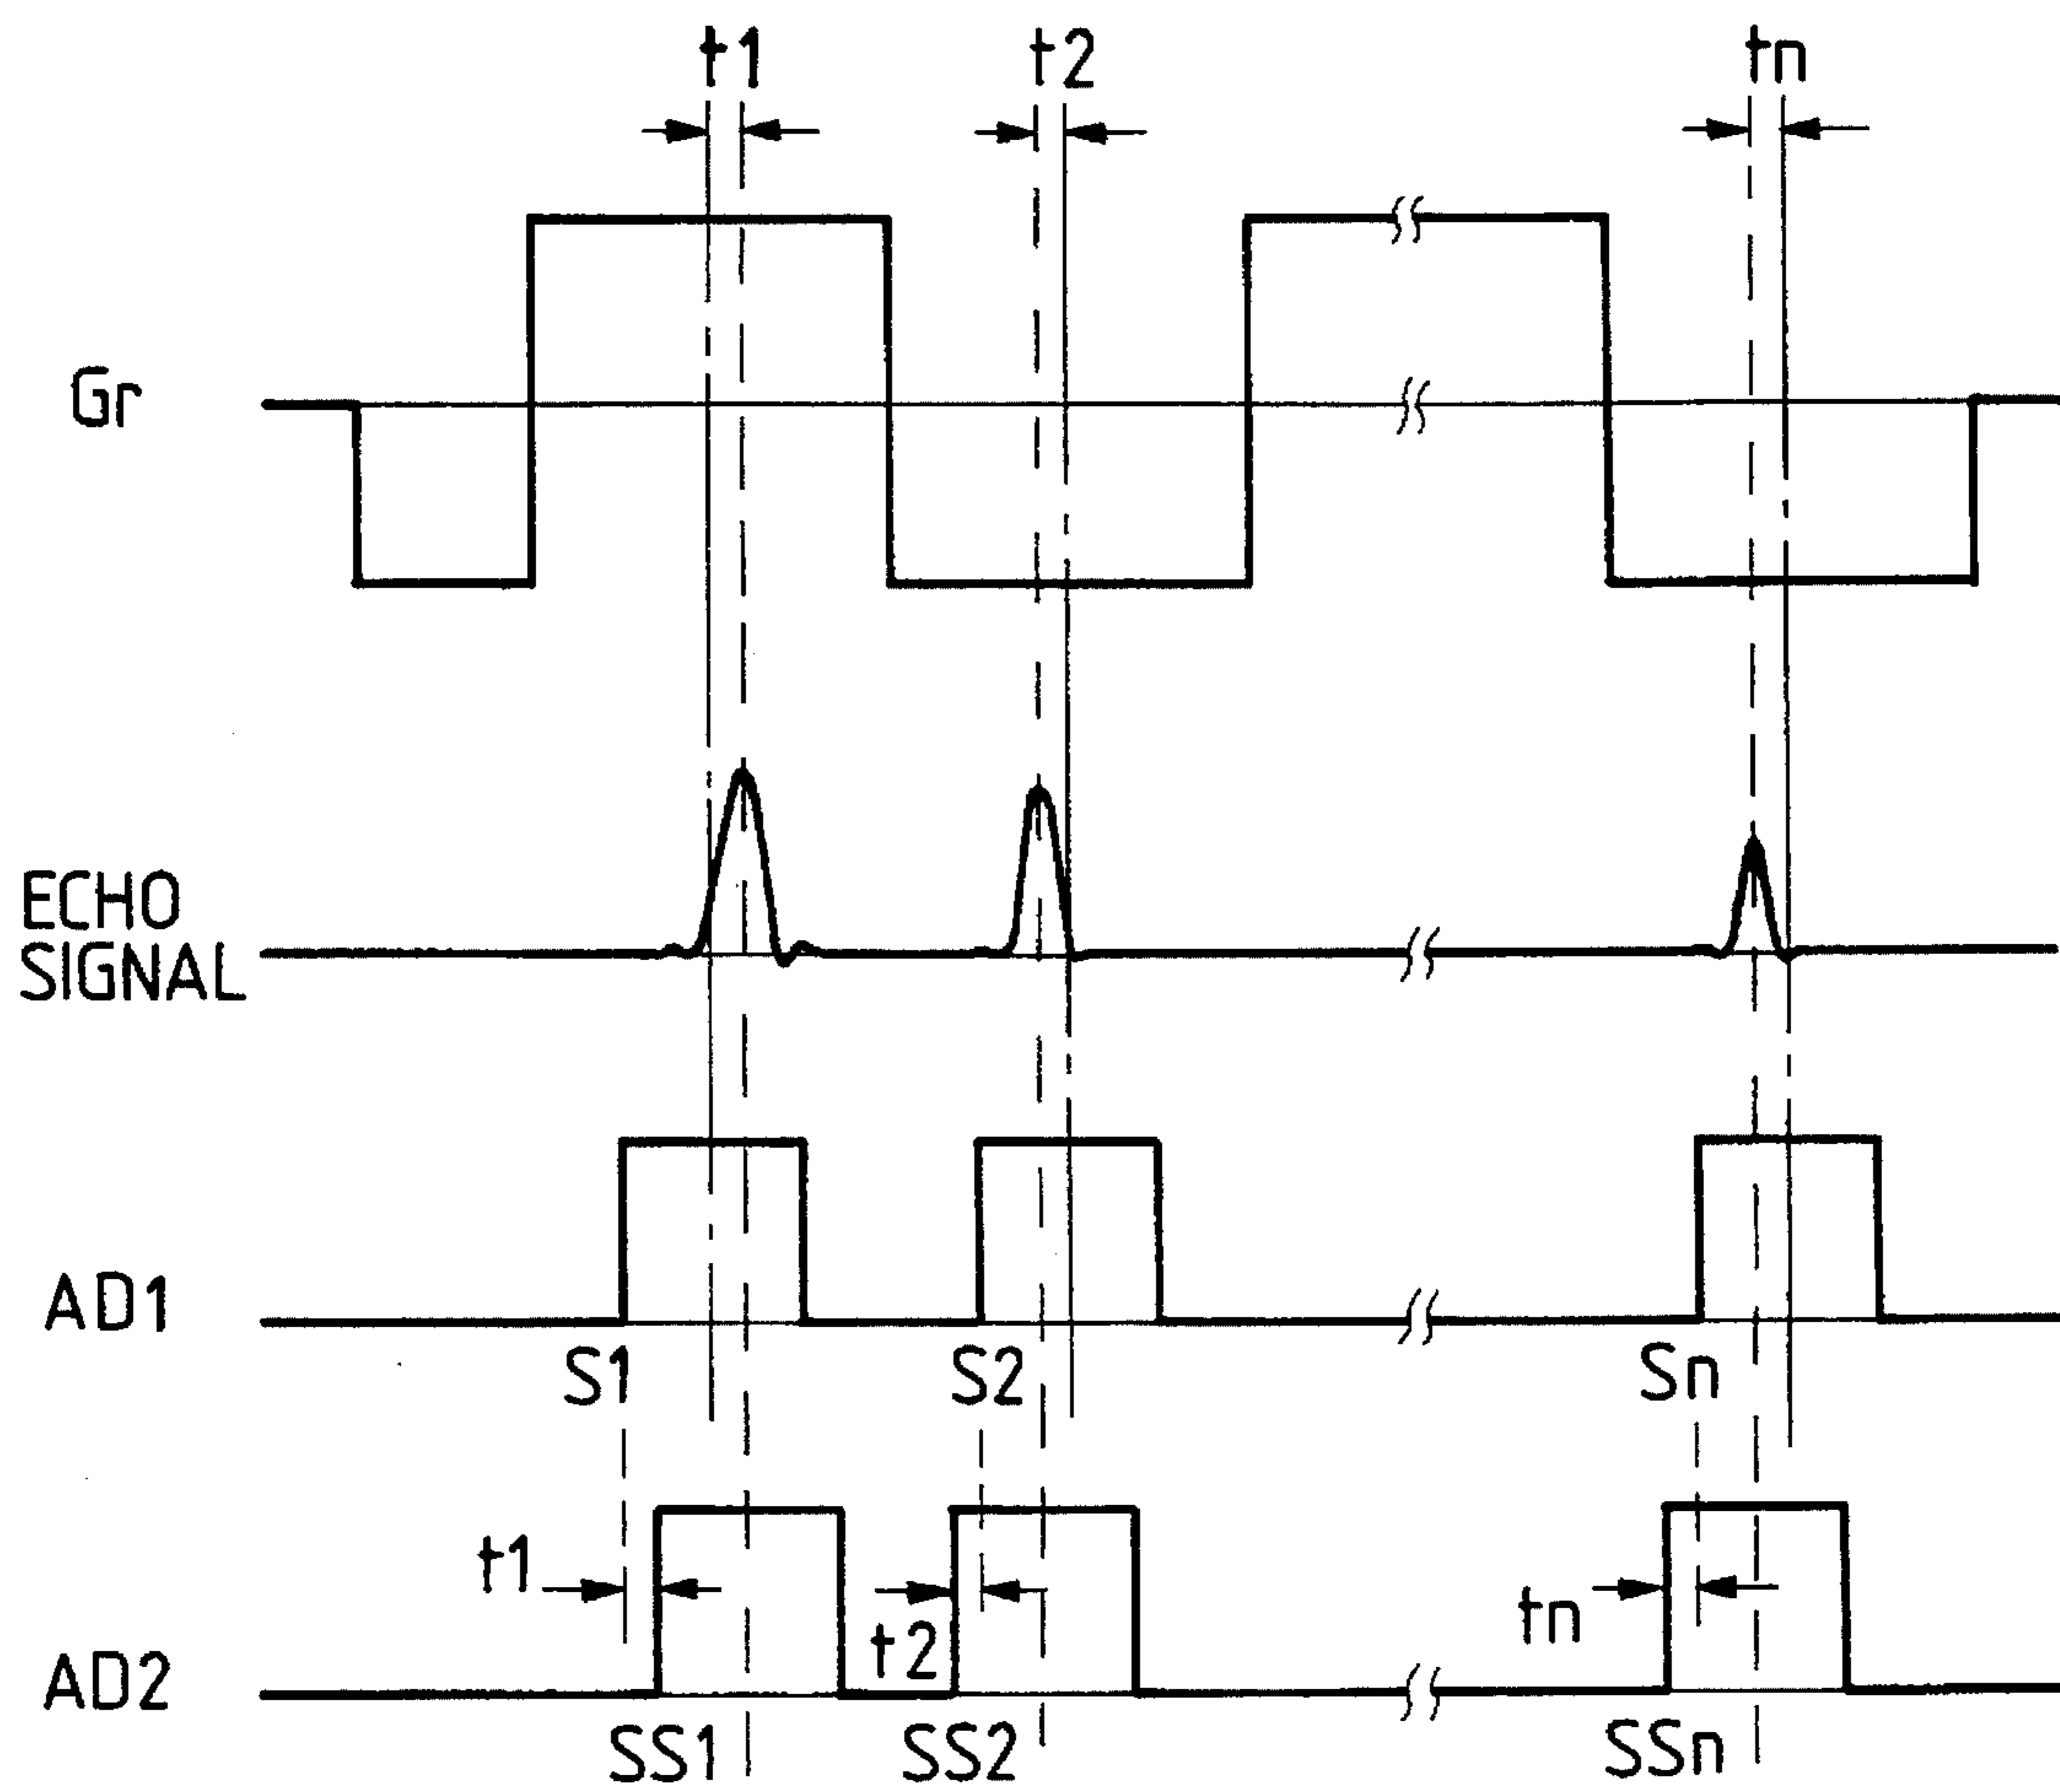 t1 t2 tn
Gr
ECHO
SIGNAL
AD1
S1 S2 Sn
t1 t2 tn
AD2
SS1 SS2 SSn